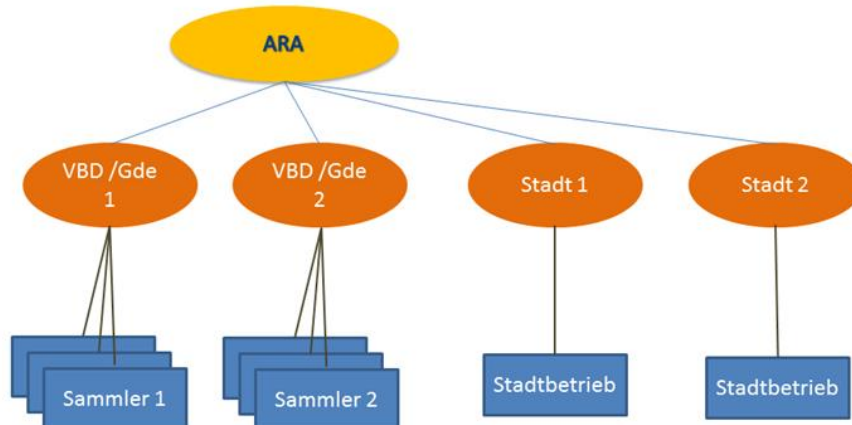 ARA
VBD /Gde
1
VBD /Gde
2
Stadt 1
Stadt 2
Sammler 1
Sammler 2
Stadtbetrieb
Stadtbetrieb